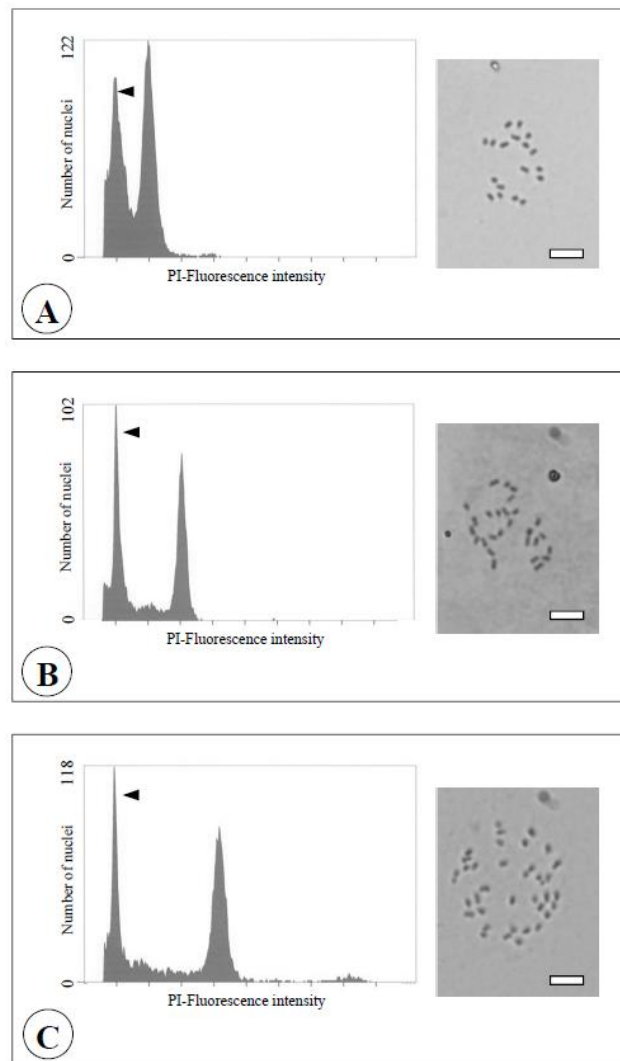 122
Number of nuclei
0
PI-Fluorescence intensity
A
102
Number of nuclei
0
PI-Fluorescence intensity
B
118
Number of nuclei
0
PI-Fluorescence intensity
C